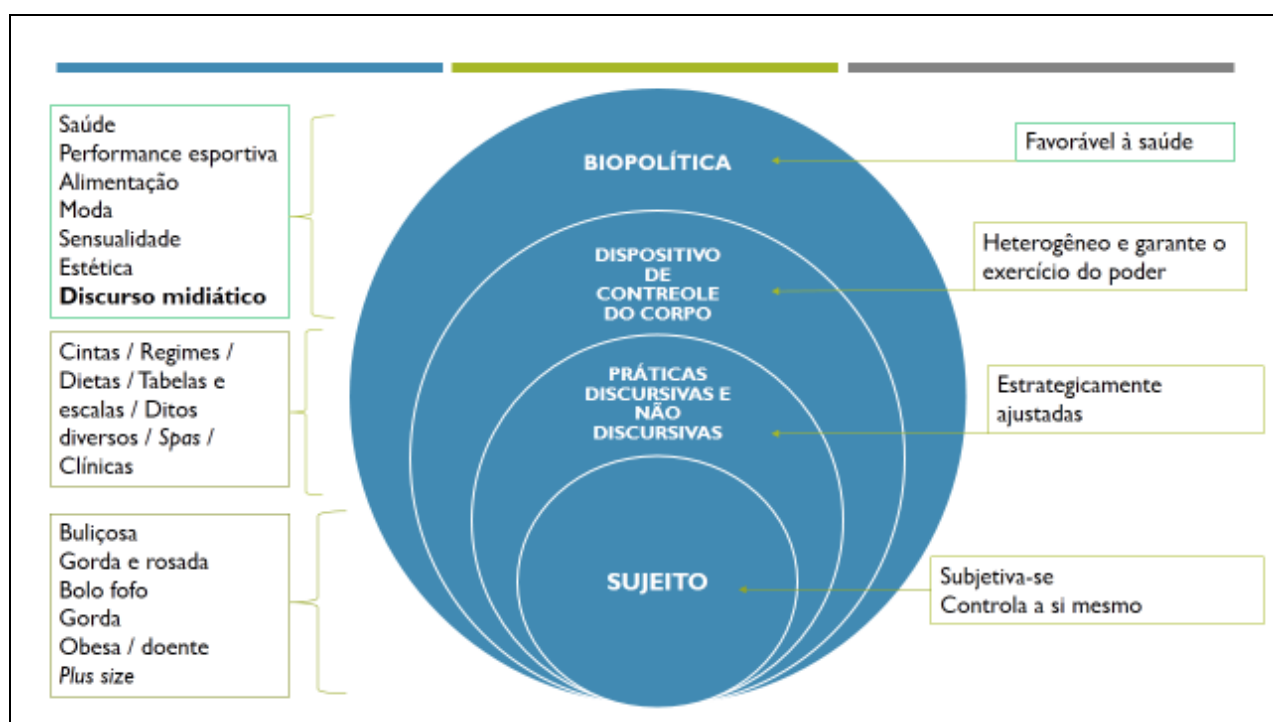 Saúde
Performance esportiva
Alimentação
Moda
Sensualidade
Estética
Discurso midiático
Cintas / Regimes /
Dietas / Tabelas e
escalas / Ditos
diversos / Spas /
Clínicas
Buliçosa
Gorda e rosada
Bolo fofo
Gorda
Obesa / doente
Plus size
BIOPOLÍTICA
DISPOSITIVO
DE
CONTREOLE
DO CORPO
PRÁTICAS
DISCURSIVAS E
NÃO
DISCURSIVAS
SUJEITO
Favorável à saúde
Heterogêneo e garante o
exercício do poder
Estrategicamente
ajustadas
Subjetiva-se
Controla a si mesmo